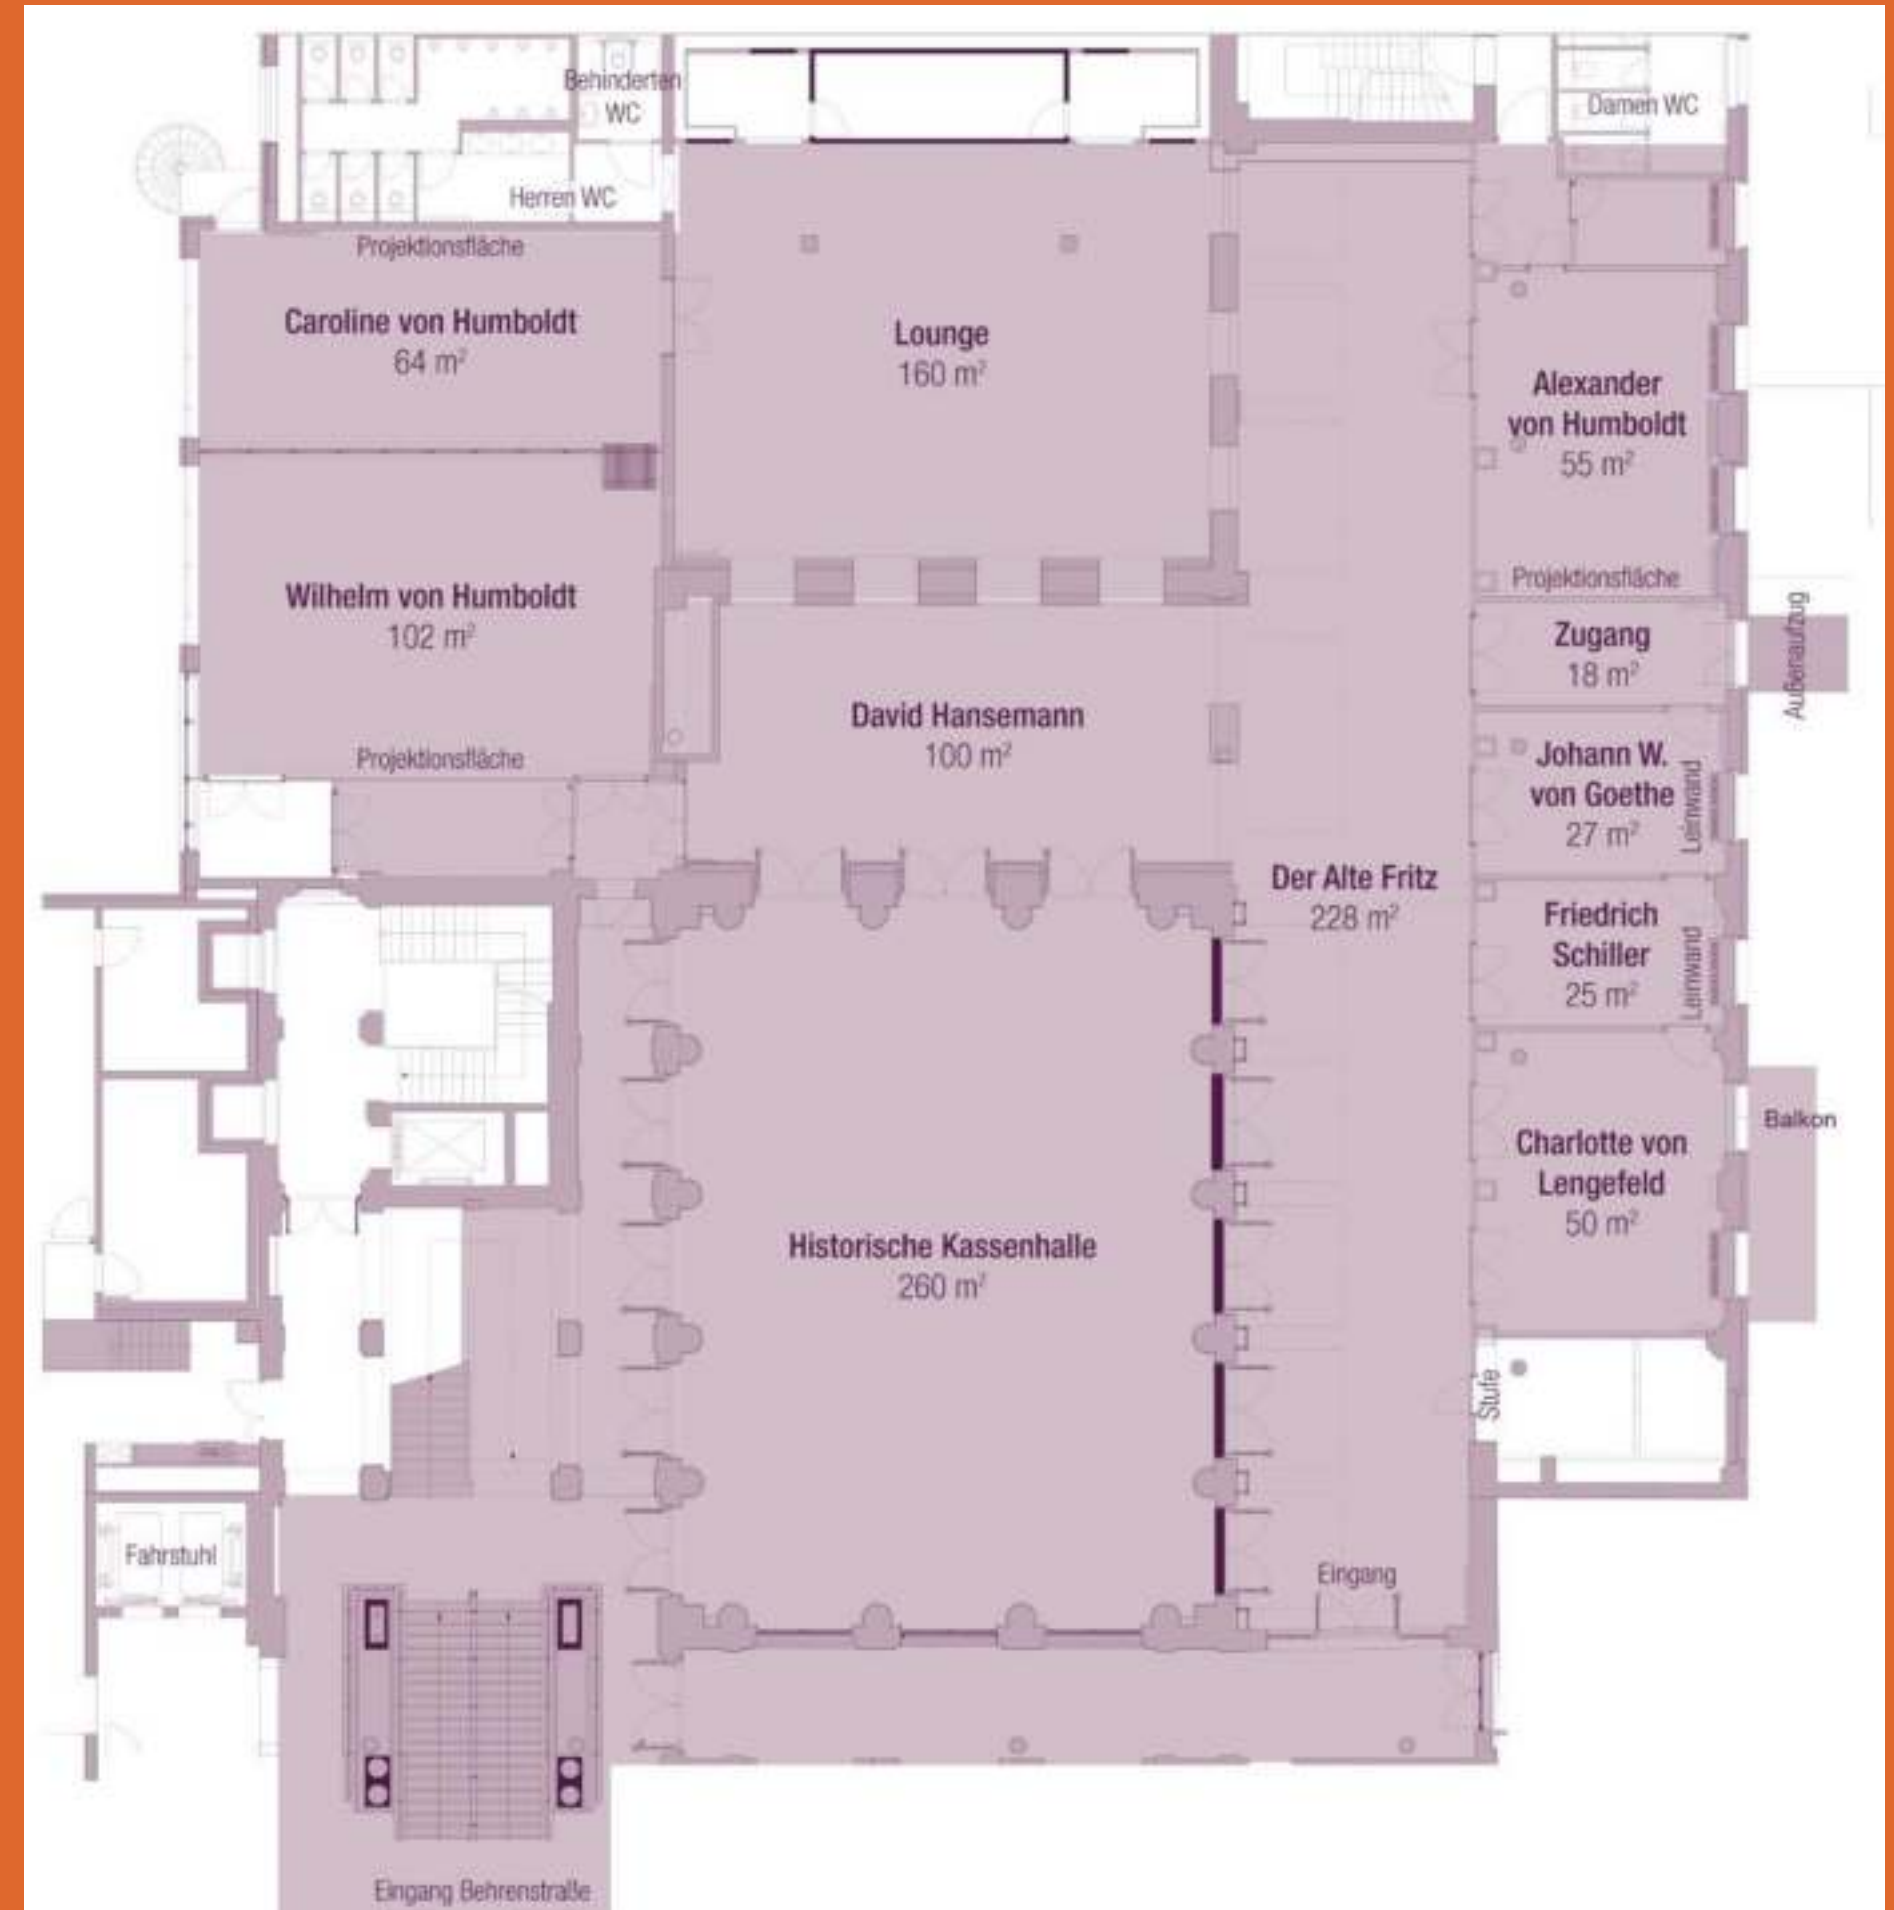 Behinderten
WC
Damen WC
Herren WC
Projektionsfläche
Caroline von Humboldt
64 m²
Lounge
160 m²
Alexander
von Humboldt
55 m²
Projektionsfläche
Wilhelm von Humboldt
102 m²
Projektionsfläche
Zugang
18 m²
Außenaufzug
David Hansemann
100 m²
Johann W.
von Goethe
27 m²
Leinwand
Der Alte Fritz
228 m²
Friedrich
Schiller
25 m²
Leinwand
Charlotte von
Lengefeld
50 m²
Balkon
Historische Kassenhalle
260 m²
Stufe
Fahrstuhl
Eingang
Eingang Behrenstraße